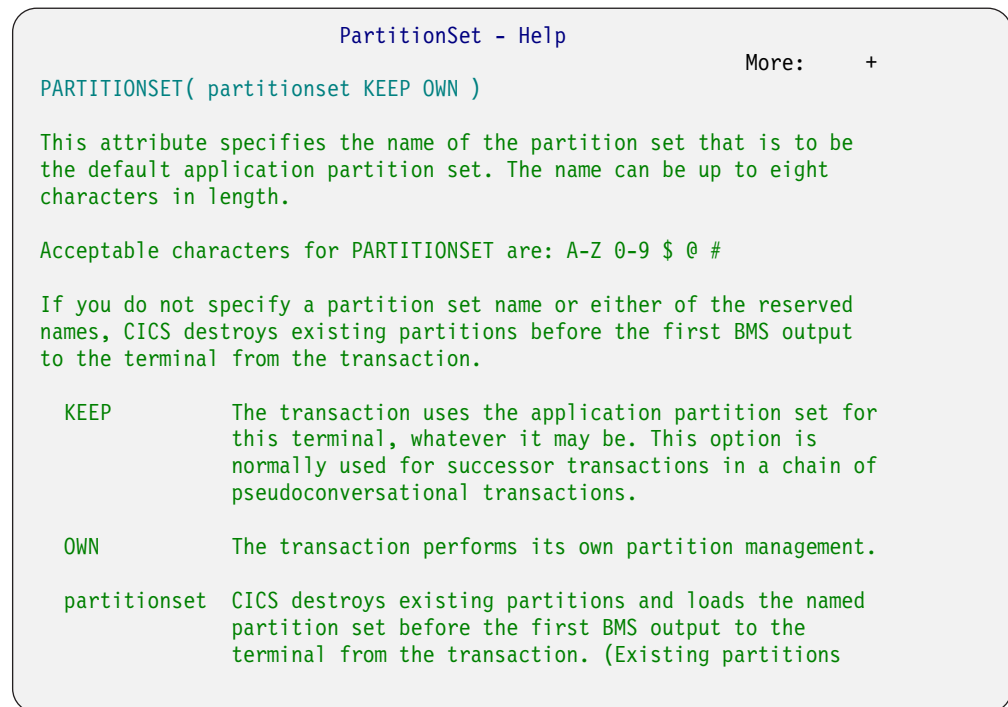 PartitionSet - Help
More: +
PARTITIONSET( partitionset KEEP OWN )
This attribute specifies the name of the partition set that is to be
the default application partition set. The name can be up to eight
characters in length.
Acceptable characters for PARTITIONSET are: A-Z 0-9 $ @ #
If you do not specify a partition set name or either of the reserved
names, CICS destroys existing partitions before the first BMS output
to the terminal from the transaction.
KEEP The transaction uses the application partition set for
this terminal, whatever it may be. This option is
normally used for successor transactions in a chain of
pseudoconversational transactions.
OWN The transaction performs its own partition management.
partitionset CICS destroys existing partitions and loads the named
partition set before the first BMS output to the
terminal from the transaction. (Existing partitions